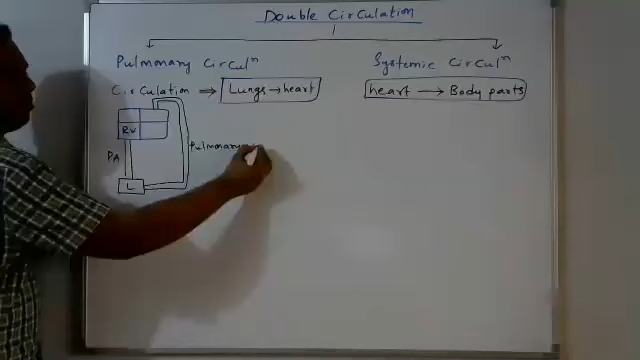 Double Circulation
Pulmonary Circulⁿ
Systemic Circulⁿ
Circulation ⇒ Lungs → heart
heart → Body parts
RV
PA
Pulmonary
L